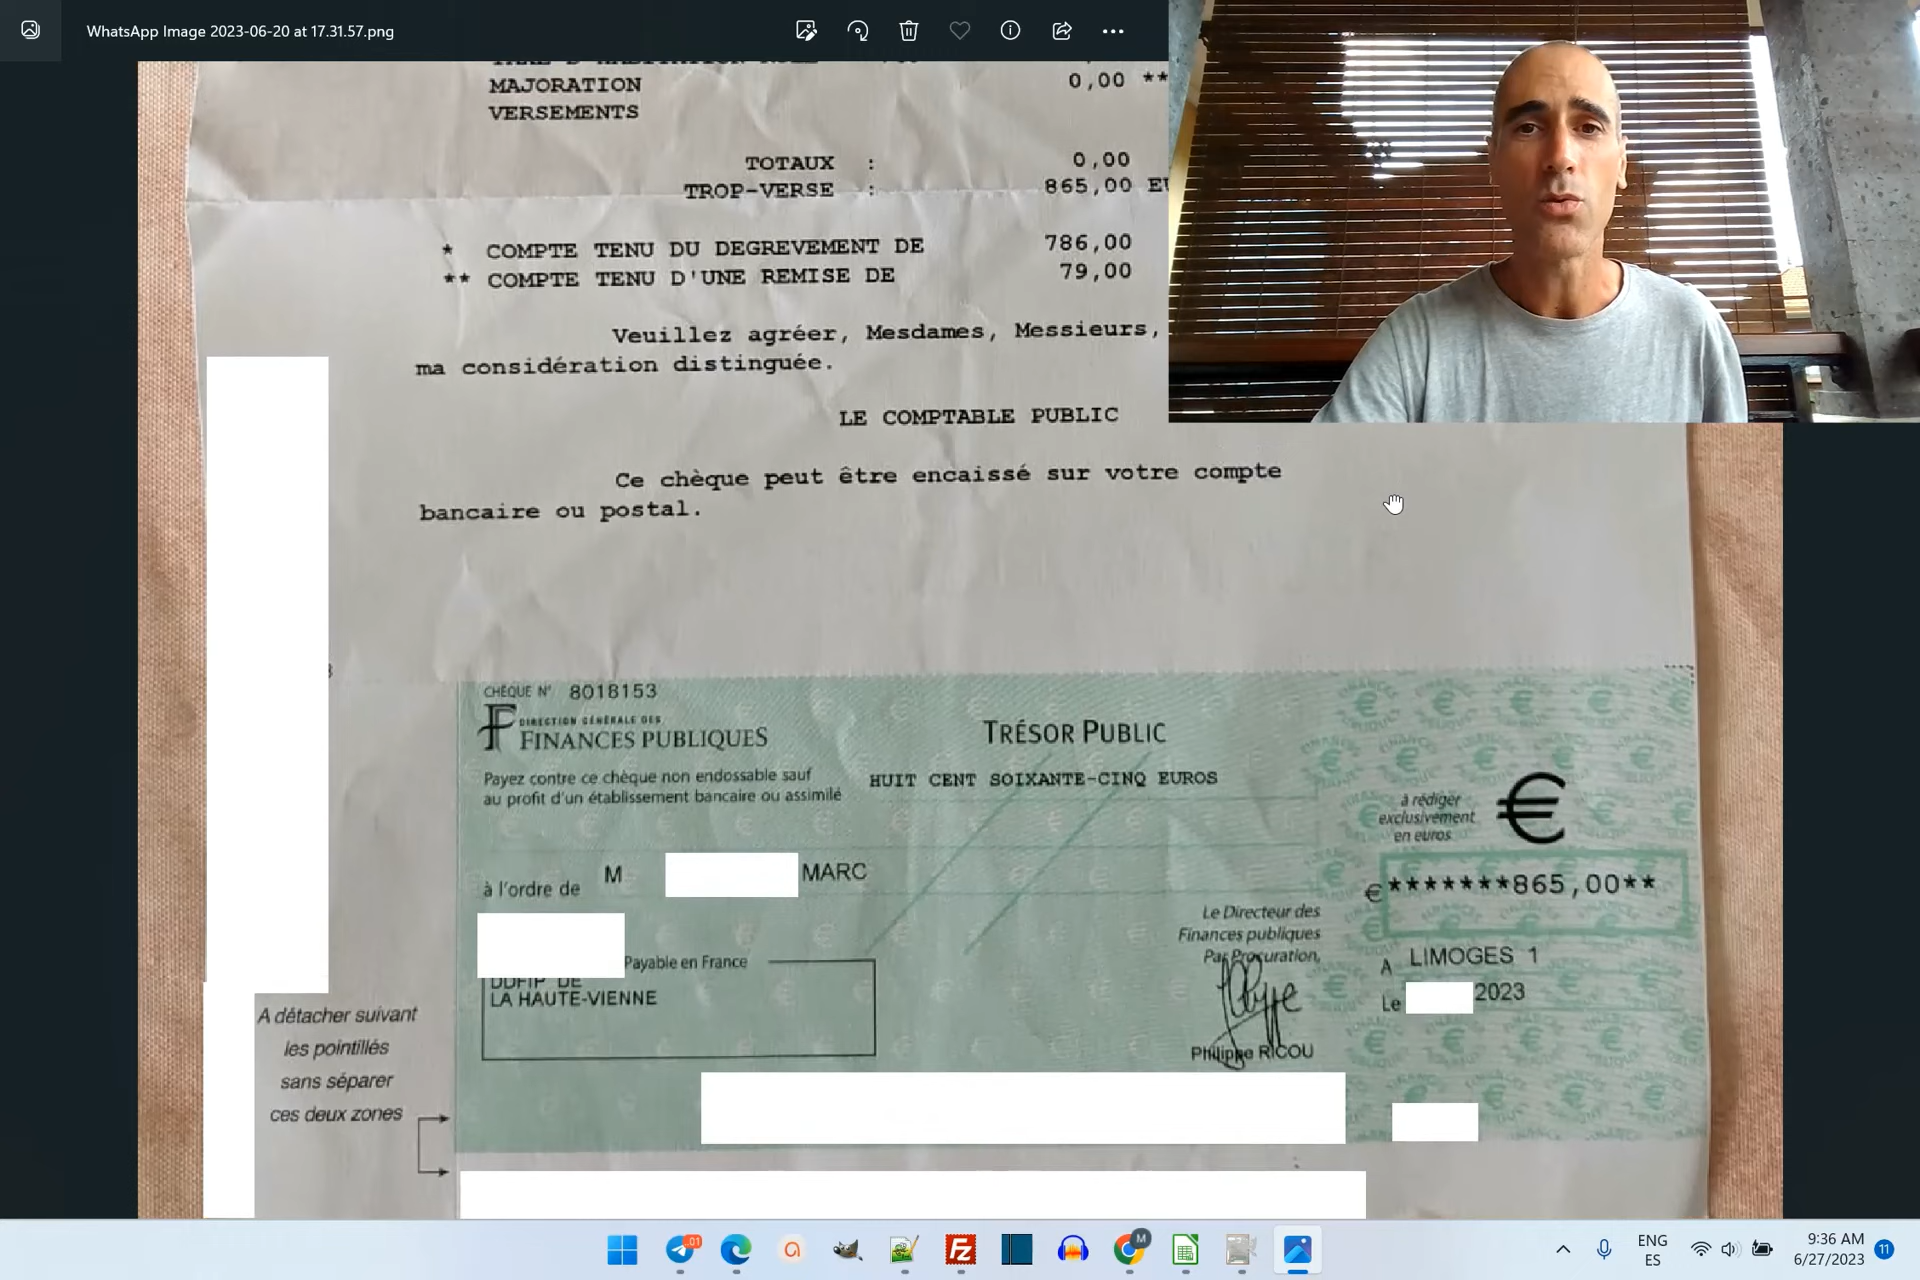 WhatsApp Image 2023-06-20 at 17.31.57.png
MAJORATION 0,00 **
VERSEMENTS
TOTAUX : 0,00
TROP-VERSE : 865,00
* COMPTE TENU DU DEGREVEMENT DE 786,00
** COMPTE TENU D'UNE REMISE DE 79,00
Veuillez agréer, Mesdames, Messieurs,
ma considération distinguée.
LE COMPTABLE PUBLIC
Ce chèque peut être encaissé sur votre compte
bancaire ou postal.
CHÈQUE N° 8018153
DIRECTION GÉNÉRALE DES
FINANCES PUBLIQUES
TRÉSOR PUBLIC
Payez contre ce chèque non endossable sauf
au profit d'un établissement bancaire ou assimilé
HUIT CENT SOIXANTE-CINQ EUROS
à rédiger
exclusivement
en euros
€
à l'ordre de M MARC
€ *******865,00**
Payable en France
DDFIP DE
LA HAUTE-VIENNE
Le Directeur des
Finances publiques
Par Procuration,
Philippe RICOU
A LIMOGES 1
Le 2023
A détacher suivant
les pointillés
sans séparer
ces deux zones
.01
M
ENG
ES
9:36 AM
6/27/2023
11